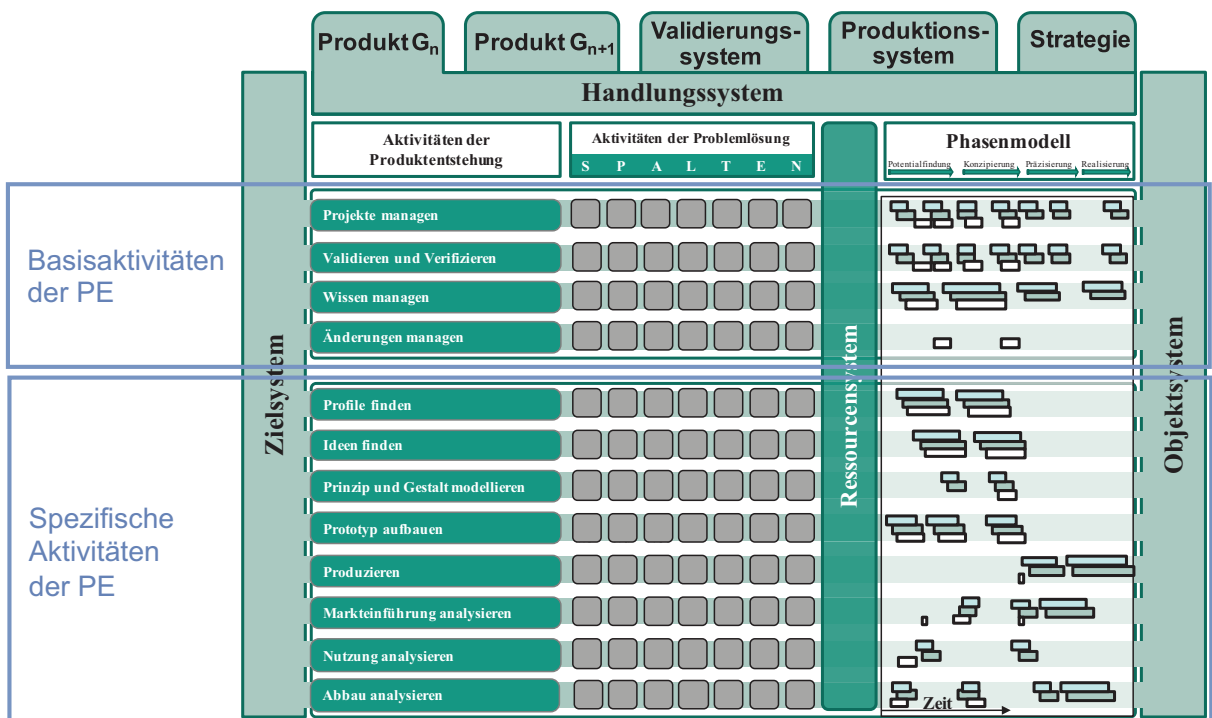 Produkt Gn
Produkt Gn+1
Validierungs-
system
Produktions-
system
Strategie
Handlungssystem
Aktivitäten der
Produktentstehung
Aktivitäten der Problemlösung
S P A L T E N
Phasenmodell
Potentialfindung Konzipierung Präzisierung Realisierung
Zielsystem
Ressourcensystem
Objektsystem
Basisaktivitäten
der PE
Projekte managen
Validieren und Verifizieren
Wissen managen
Änderungen managen
Spezifische
Aktivitäten
der PE
Profile finden
Ideen finden
Prinzip und Gestalt modellieren
Prototyp aufbauen
Produzieren
Markteinführung analysieren
Nutzung analysieren
Abbau analysieren
Zeit